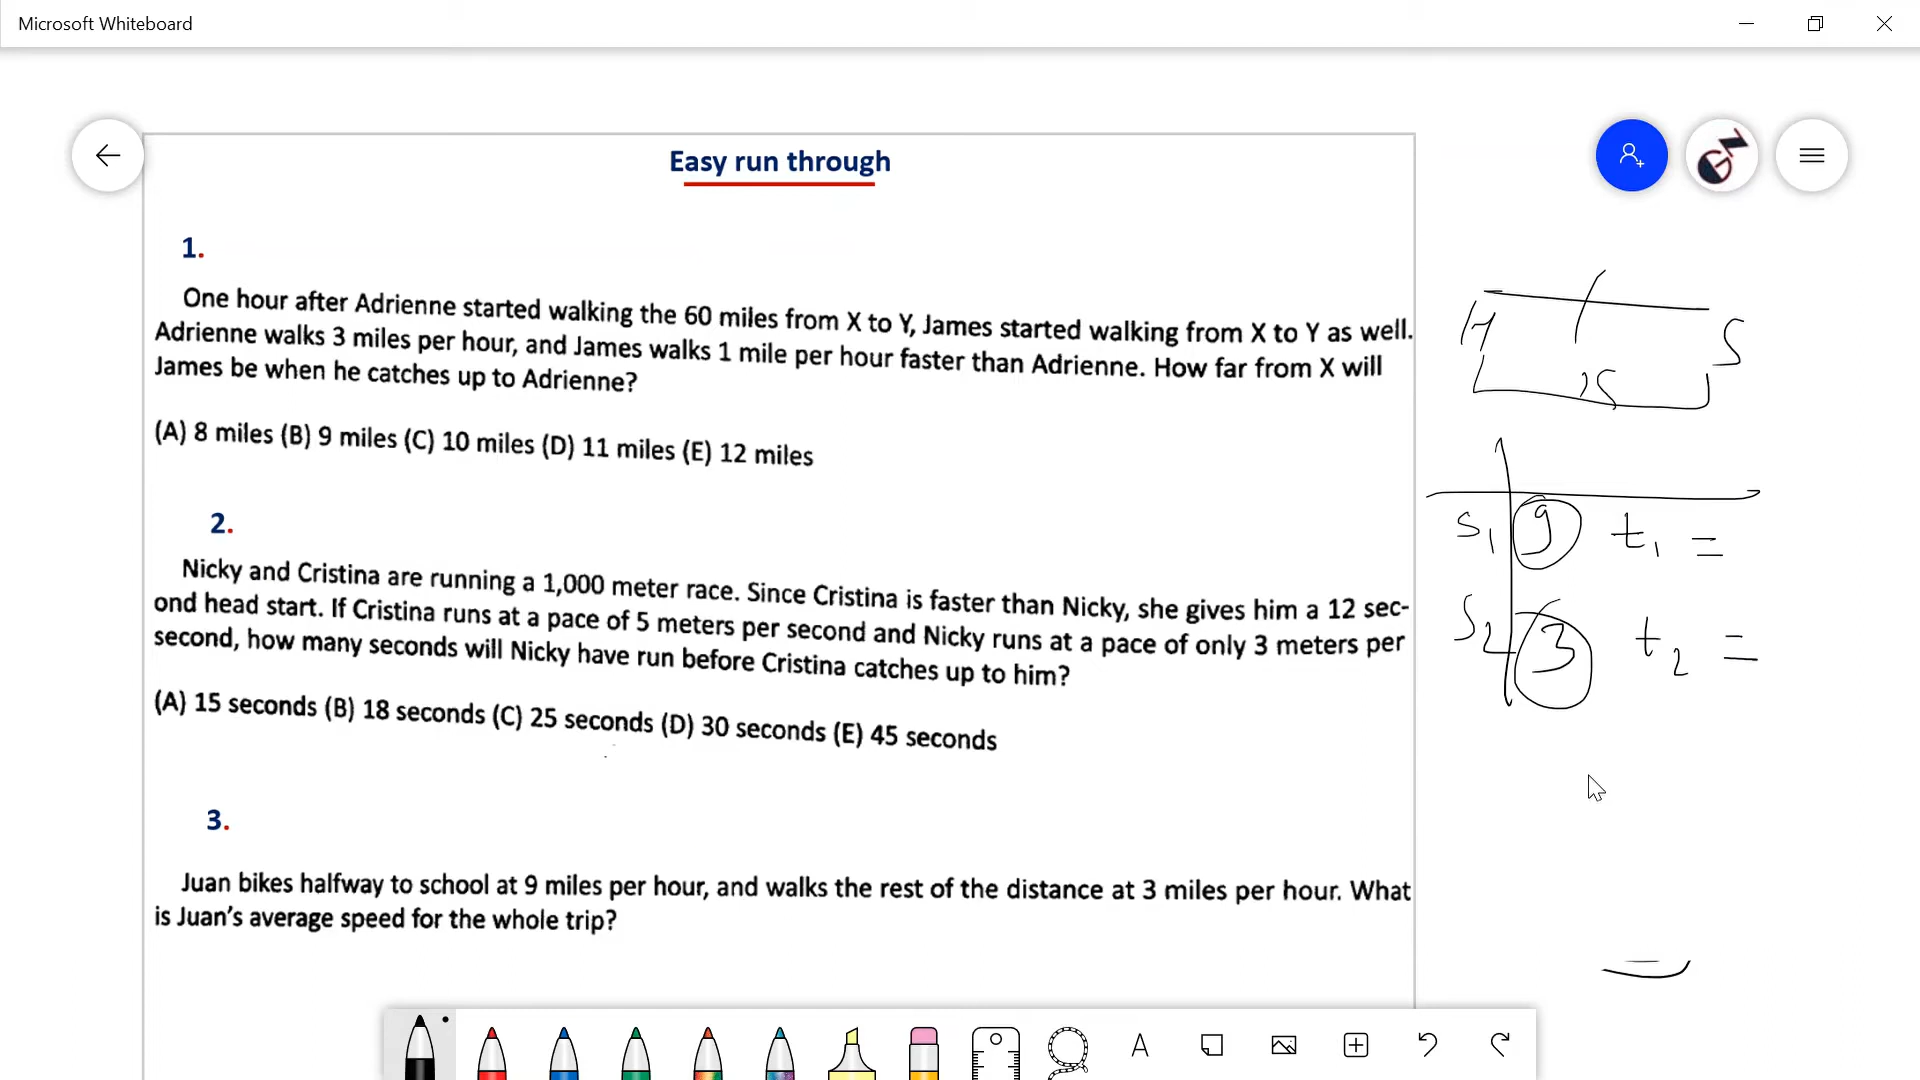 Microsoft Whiteboard
Easy run through
1.
One hour after Adrienne started walking the 60 miles from X to Y, James started walking from X to Y as well.
Adrienne walks 3 miles per hour, and James walks 1 mile per hour faster than Adrienne. How far from X will
James be when he catches up to Adrienne?
(A) 8 miles (B) 9 miles (C) 10 miles (D) 11 miles (E) 12 miles
2.
Nicky and Cristina are running a 1,000 meter race. Since Cristina is faster than Nicky, she gives him a 12 sec-
ond head start. If Cristina runs at a pace of 5 meters per second and Nicky runs at a pace of only 3 meters per
second, how many seconds will Nicky have run before Cristina catches up to him?
(A) 15 seconds (B) 18 seconds (C) 25 seconds (D) 30 seconds (E) 45 seconds
3.
Juan bikes halfway to school at 9 miles per hour, and walks the rest of the distance at 3 miles per hour. What
is Juan's average speed for the whole trip?
H S
S1 9 t1 =
S2 3 t2 =